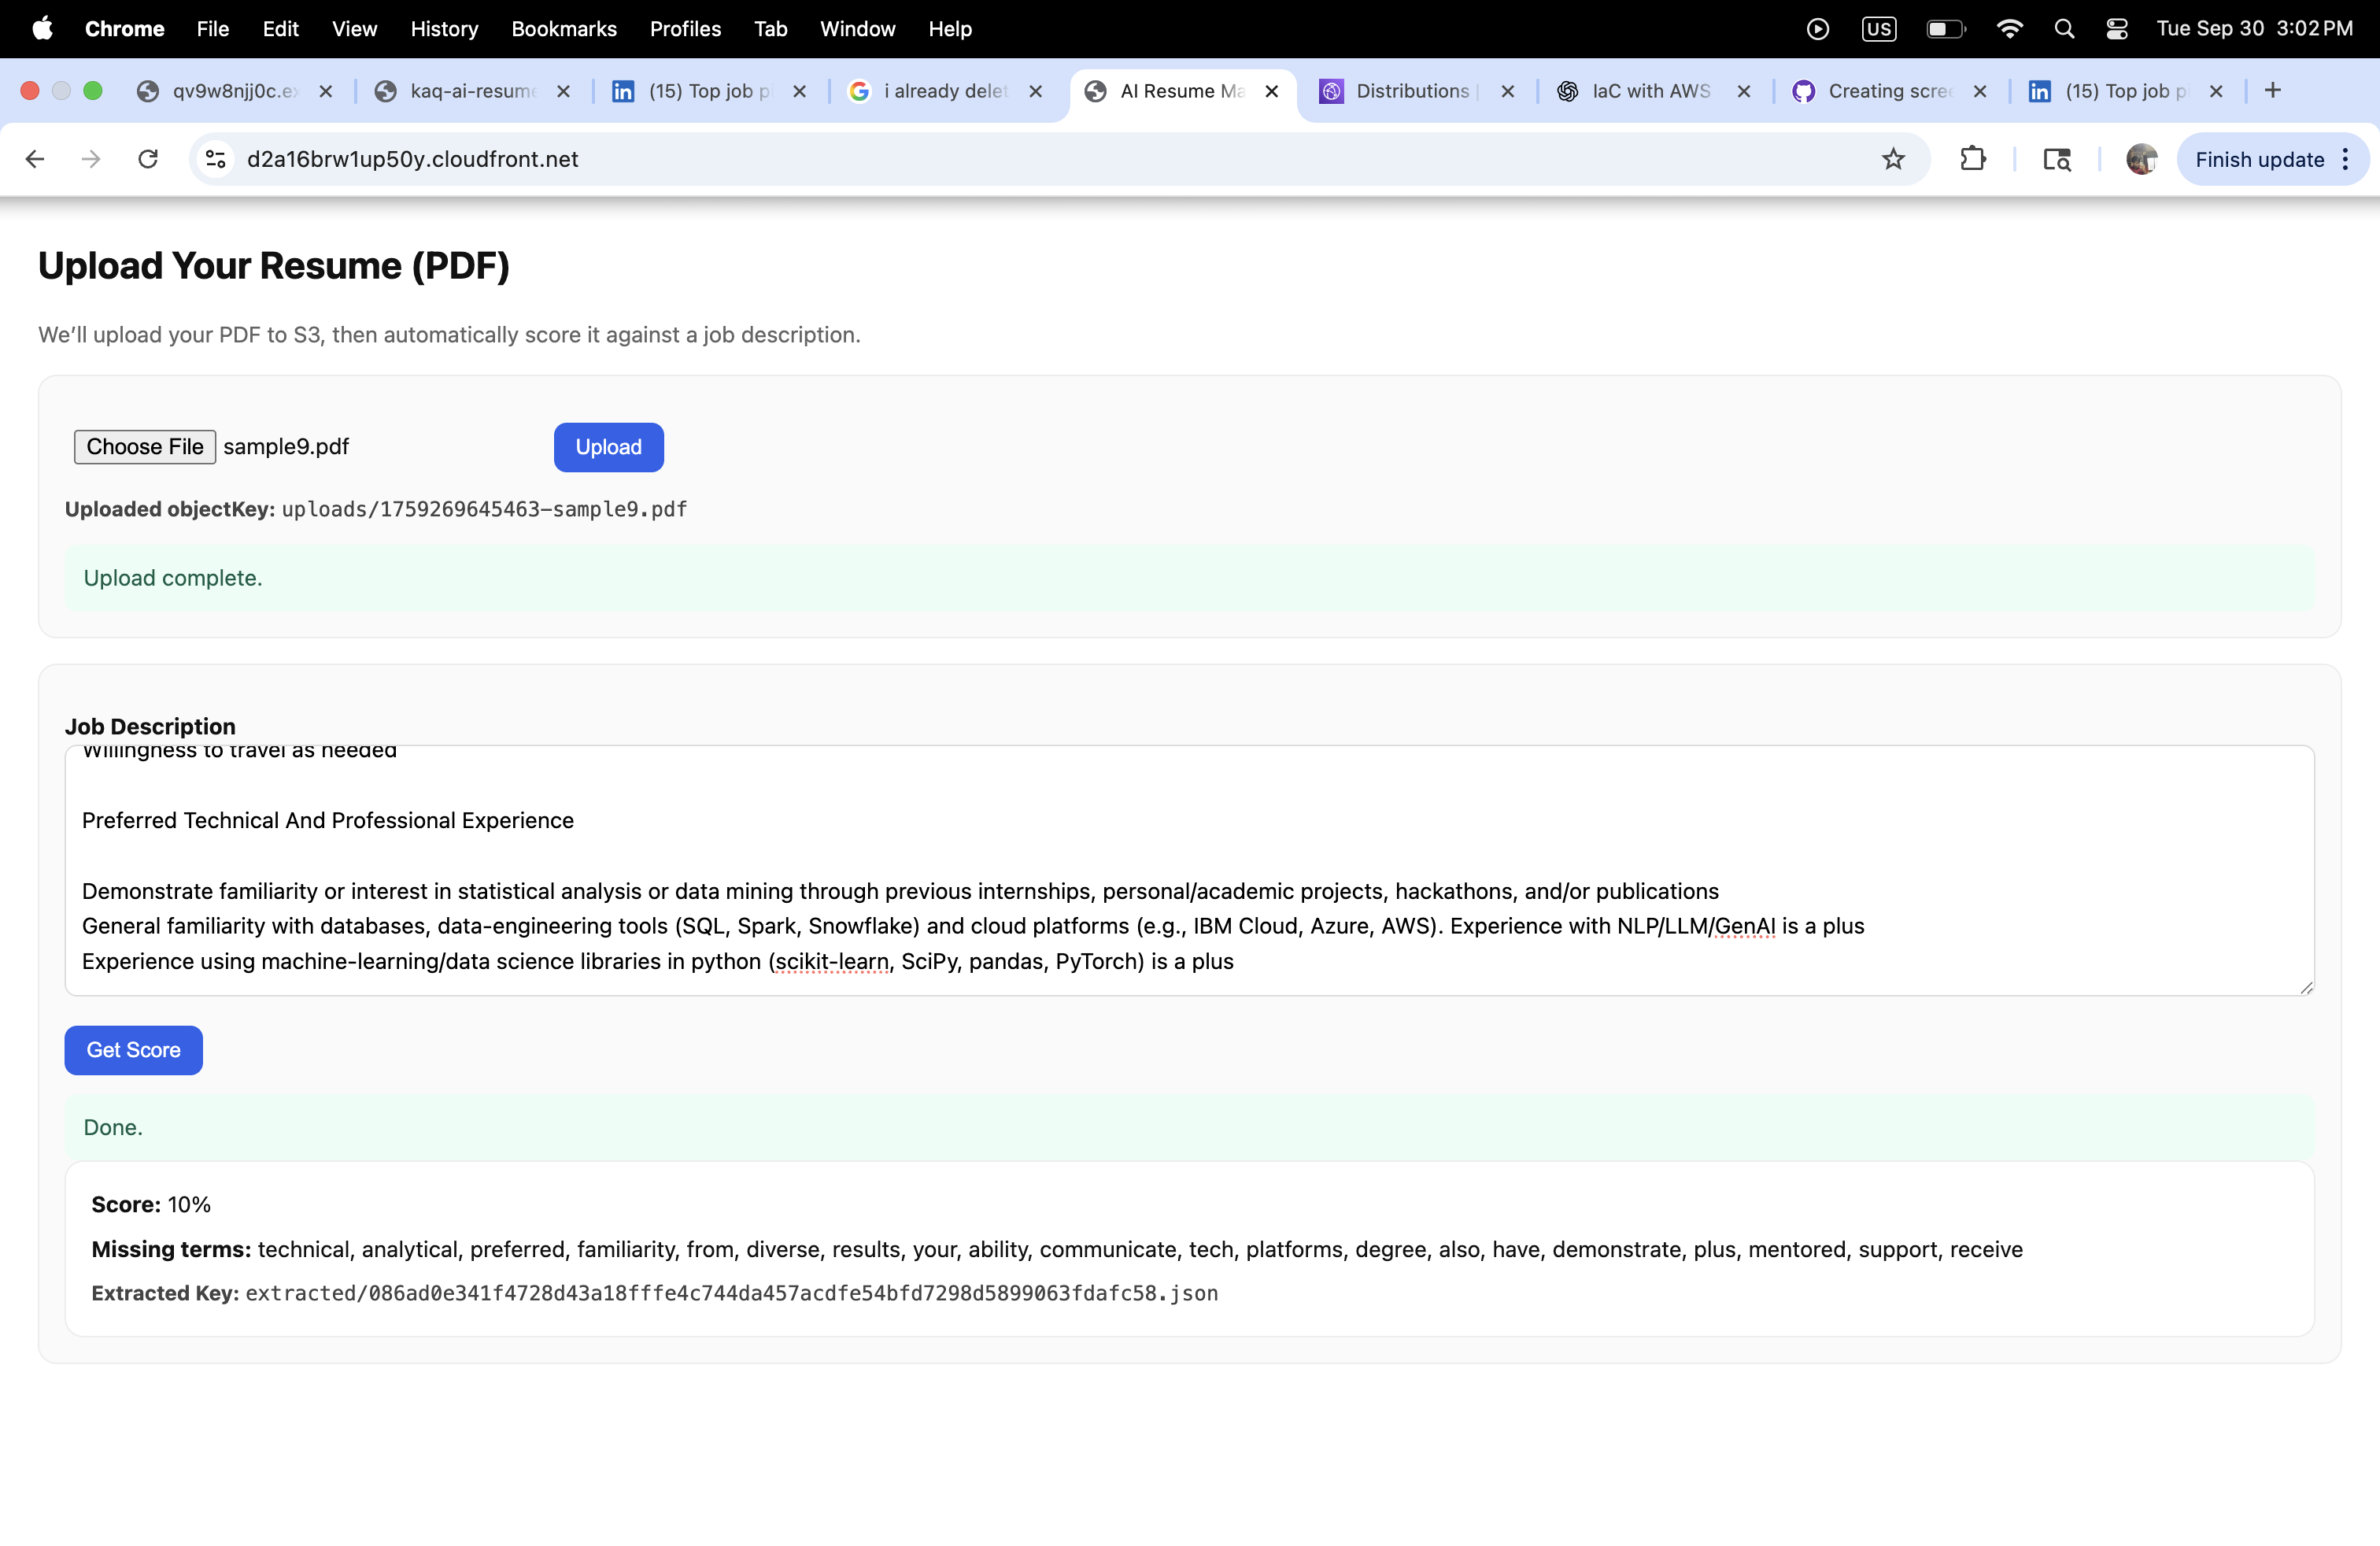 Chrome File Edit View History Bookmarks Profiles Tab Window Help US Tue Sep 30 3:02 PM
qv9w8njj0c.ex kaq-ai-resume (15) Top job p i already delet AI Resume Ma Distributions | IaC with AWS Creating scree (15) Top job p
d2a16brw1up50y.cloudfront.net Finish update
Upload Your Resume (PDF)
We’ll upload your PDF to S3, then automatically score it against a job description.
Choose File sample9.pdf Upload
Uploaded objectKey: uploads/1759269645463-sample9.pdf
Upload complete.
Job Description
Willingness to travel as needed
Preferred Technical And Professional Experience
Demonstrate familiarity or interest in statistical analysis or data mining through previous internships, personal/academic projects, hackathons, and/or publications
General familiarity with databases, data-engineering tools (SQL, Spark, Snowflake) and cloud platforms (e.g., IBM Cloud, Azure, AWS). Experience with NLP/LLM/GenAI is a plus
Experience using machine-learning/data science libraries in python (scikit-learn, SciPy, pandas, PyTorch) is a plus
Get Score
Done.
Score: 10%
Missing terms: technical, analytical, preferred, familiarity, from, diverse, results, your, ability, communicate, tech, platforms, degree, also, have, demonstrate, plus, mentored, support, receive
Extracted Key: extracted/086ad0e341f4728d43a18fffe4c744da457acdfe54bfd7298d5899063fdafc58.json